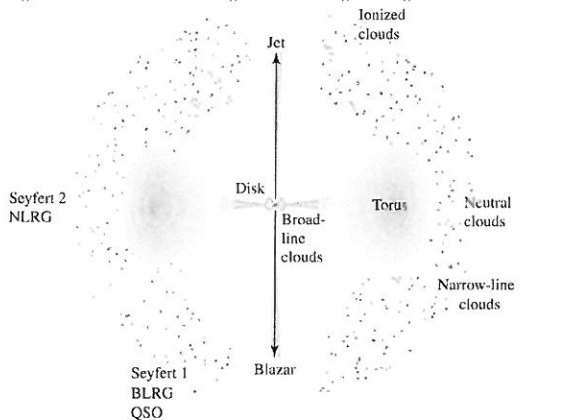 Ionized
clouds
Jet
Seyfert 2
NLRG
Disk
Broad-
line
clouds
Torus
Neutral
clouds
Narrow-line
clouds
Seyfert 1
BLRG
QSO
Blazar